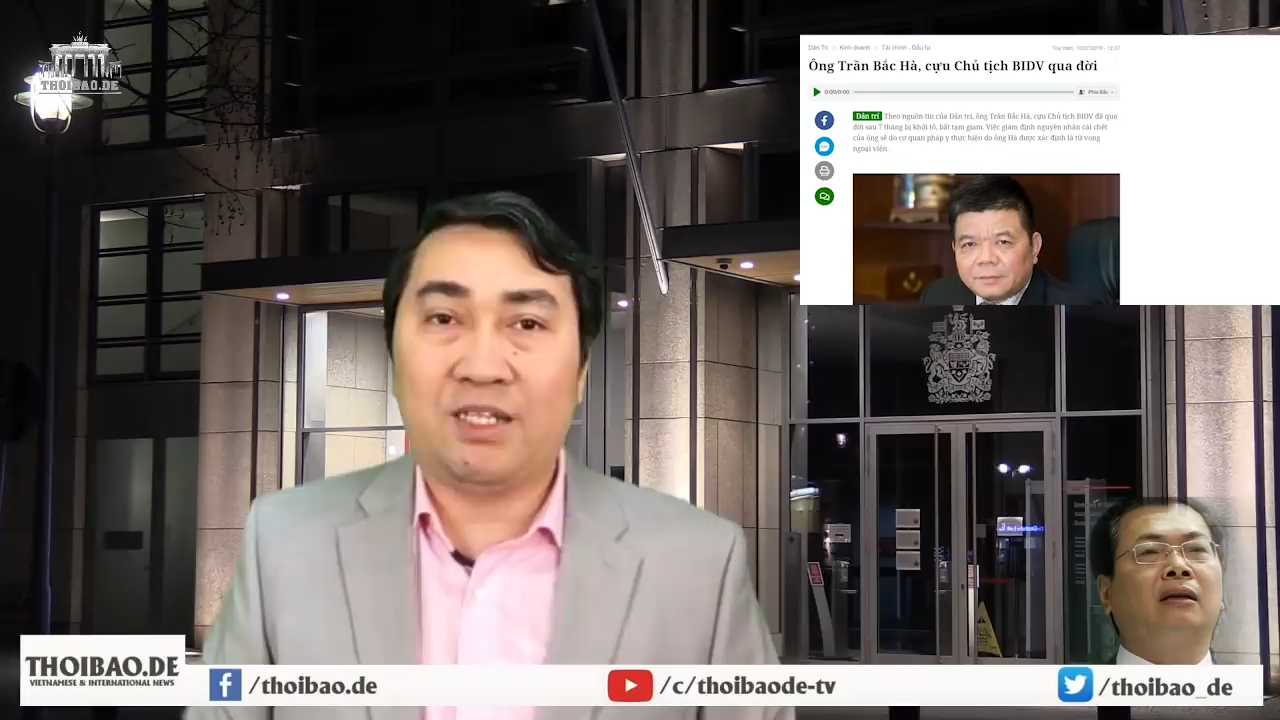 THOIBAO.DE
Dân Trí > Kinh doanh > Tài chính - Đầu tư
Ông Trần Bắc Hà, cựu Chủ tịch BIDV qua đời
0:00/0:00
Dân trí Theo nguồn tin của Dân trí, ông Trần Bắc Hà, cựu Chủ tịch BIDV đã qua
đời sau 7 tháng bị khởi tố, bắt tạm giam. Việc giám định nguyên nhân cái chết
của ông sẽ do cơ quan pháp y thực hiện do ông Hà được xác định là tử vong
ngoại viện.
THOIBAO.DE
VIETNAMESE & INTERNATIONAL NEWS
/thoibao.de
/c/thoibaode-tv
/thoibao_de